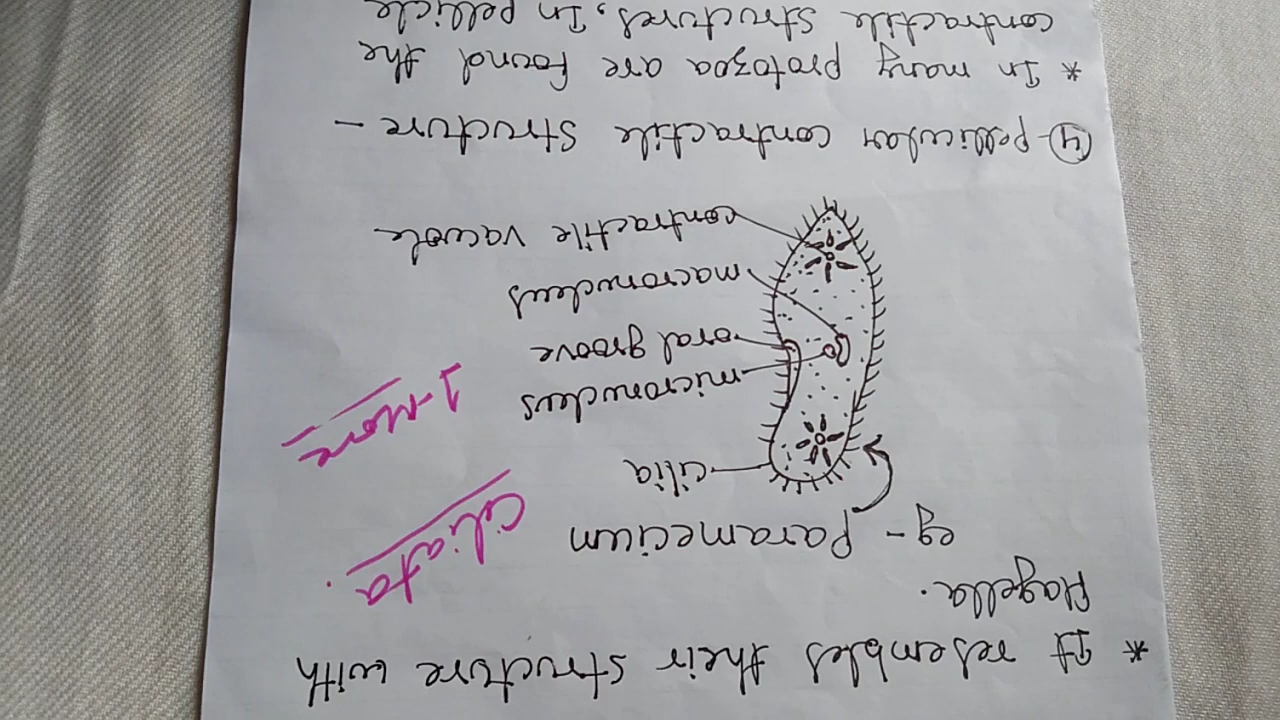 * It resembles their structure with
flagella.
eg - Paramecium
Ciliata.
cilia
1-More
micronucleus
oral groove
macronucleus
contractile vacuole
(4)- pellicular contractile structure -
* In many protozoa are found the
contractile structures, In pellicle